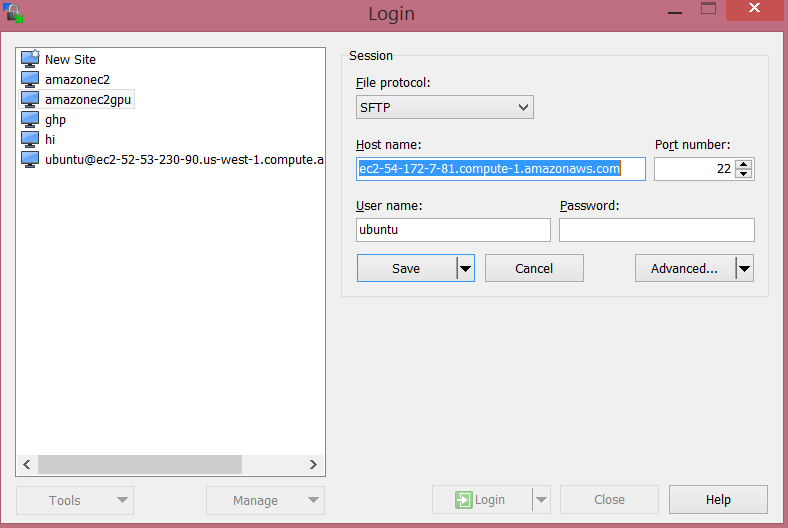 Login
New Site
amazonec2
amazonec2gpu
ghp
hi
ubuntu@ec2-52-53-230-90.us-west-1.compute.a
Session
File protocol:
SFTP
Host name: Port number:
ec2-54-172-7-81.compute-1.amazonaws.com 22
User name: Password:
ubuntu
Save Cancel Advanced...
Tools Manage Login Close Help